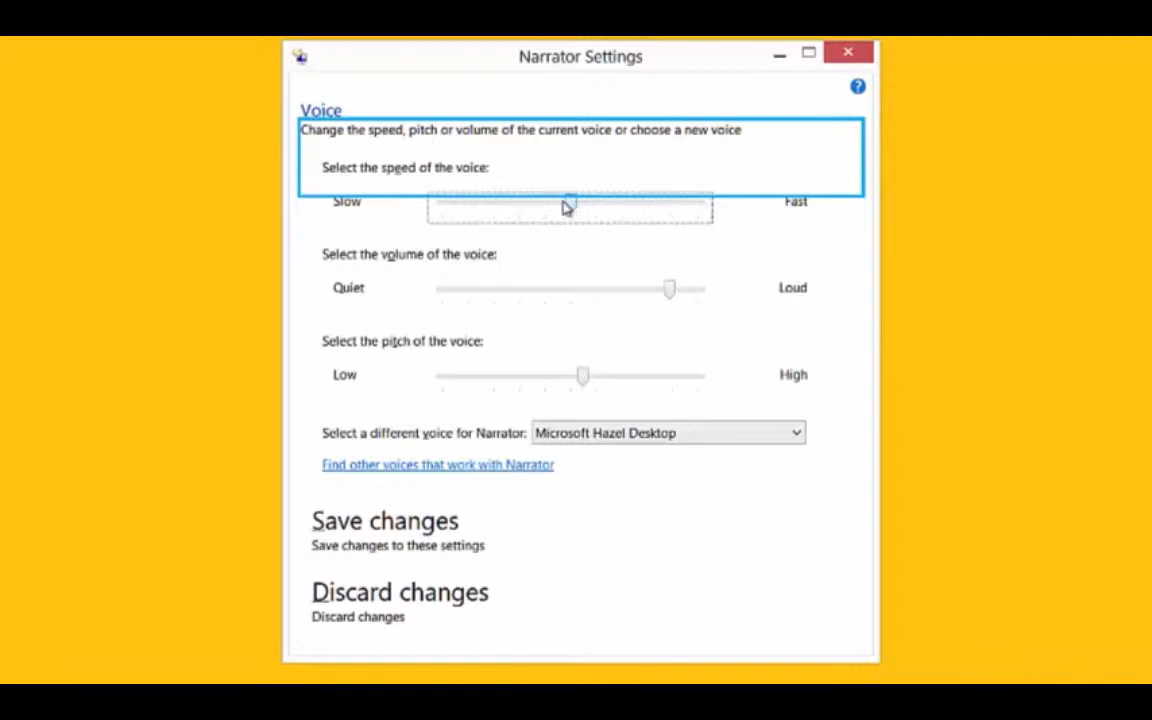 Narrator Settings
Voice
Change the speed, pitch or volume of the current voice or choose a new voice
Select the speed of the voice:
Slow Fast
Select the volume of the voice:
Quiet Loud
Select the pitch of the voice:
Low High
Select a different voice for Narrator: Microsoft Hazel Desktop
Find other voices that work with Narrator
Save changes
Save changes to these settings
Discard changes
Discard changes